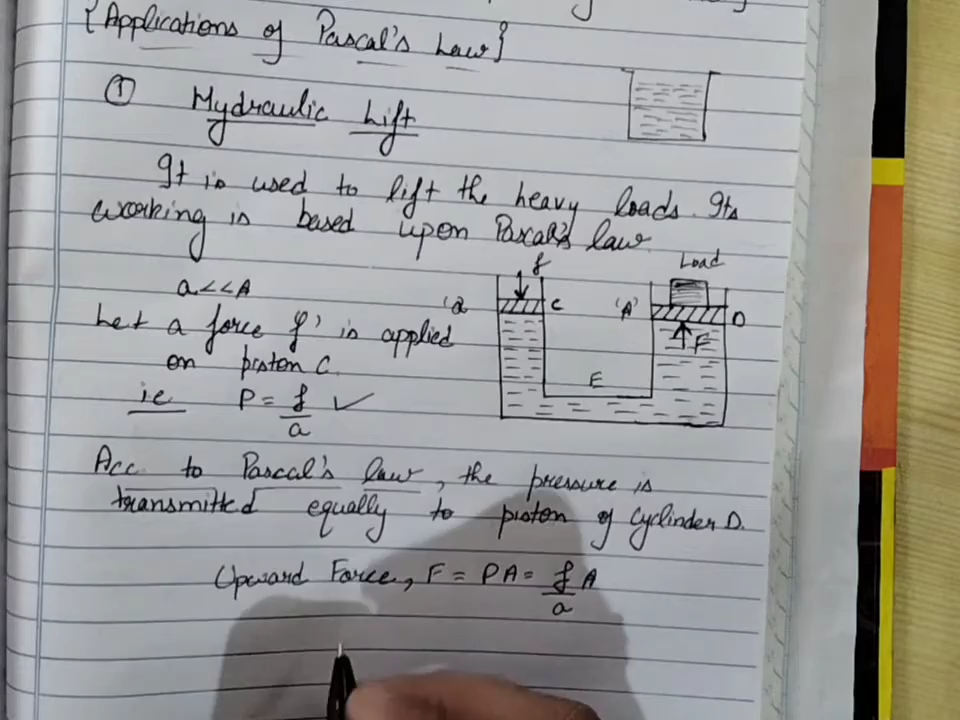 {Applications of Pascal's Law}
① Hydraulic Lift
It is used to lift the heavy loads. Its
working is based upon Pascal's law.
a<<A
Let a force 'f' is applied
on piston C.
ie P = f/a ✓
f
Load
'a'
C
'A'
D
F
E
Acc to Pascal's law, the pressure is
transmitted equally to piston of Cyclinder D.
Upward Force, F = PA = f/a A